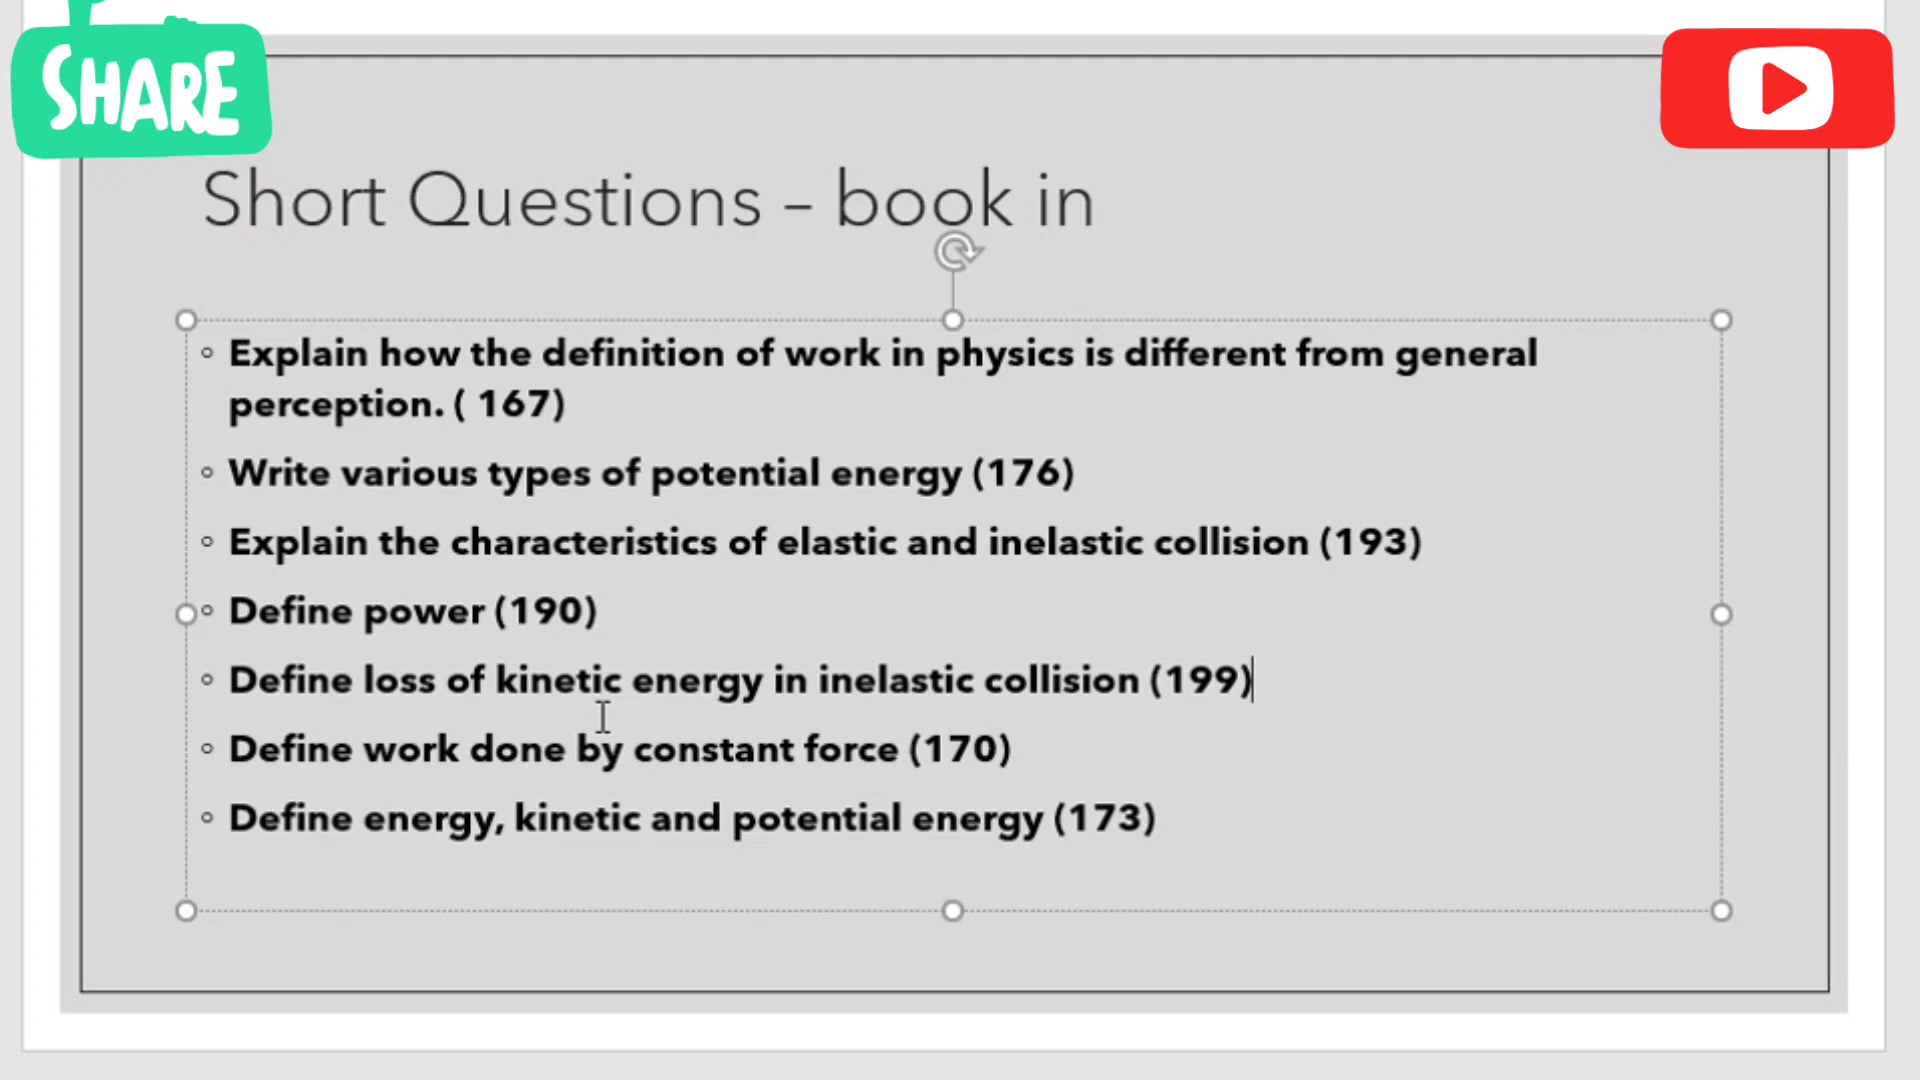 SHARE
Short Questions – book in
Explain how the definition of work in physics is different from general
perception. ( 167)
Write various types of potential energy (176)
Explain the characteristics of elastic and inelastic collision (193)
Define power (190)
Define loss of kinetic energy in inelastic collision (199)
Define work done by constant force (170)
Define energy, kinetic and potential energy (173)